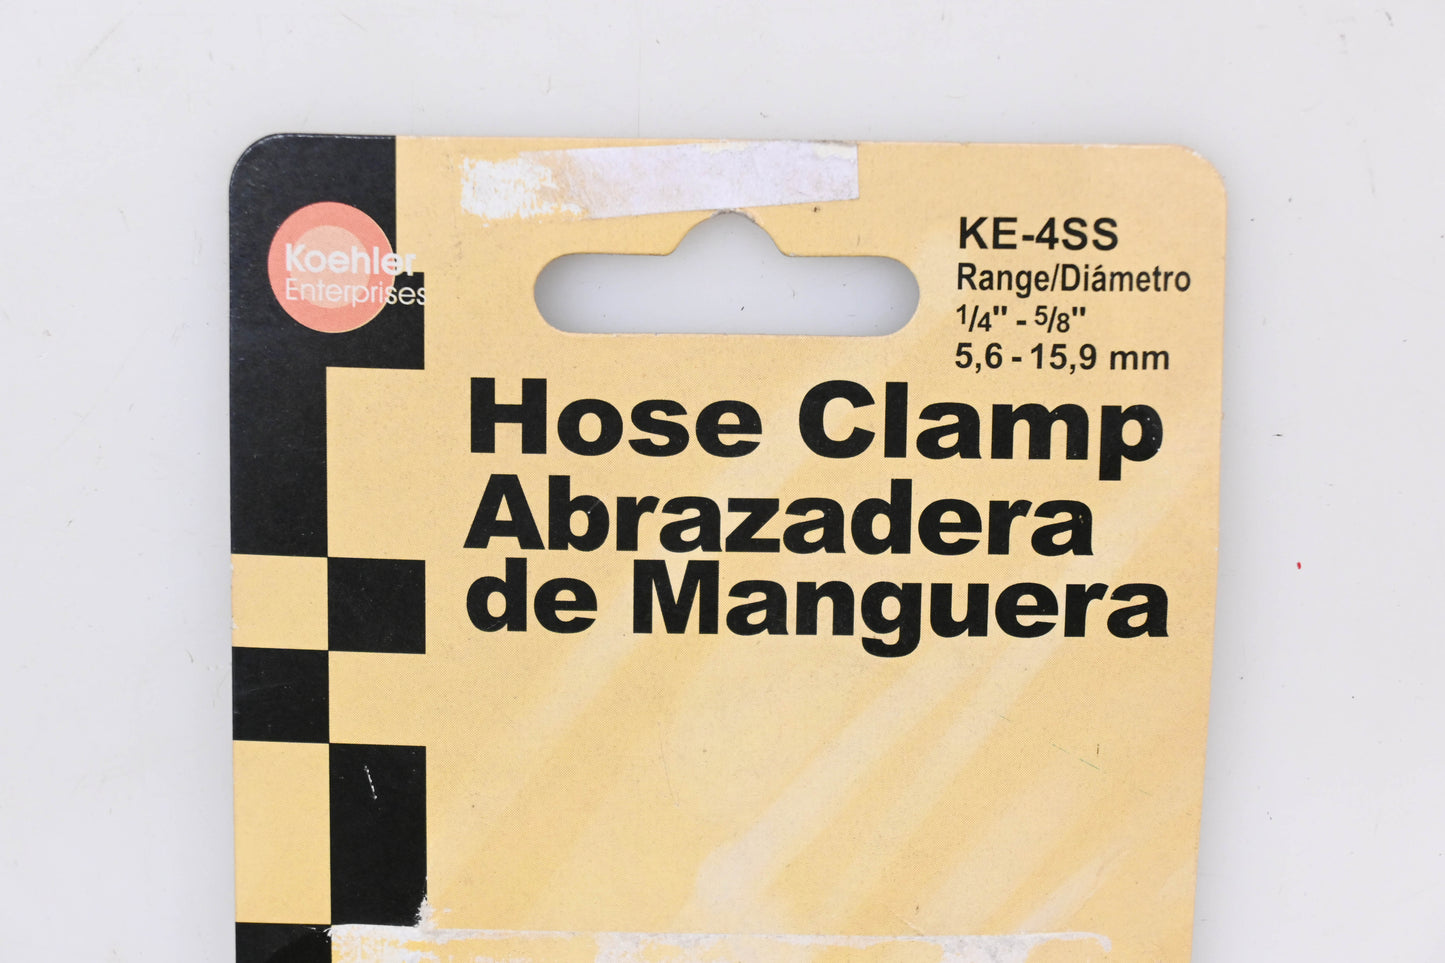 Koehler
Enterprises
KE-4SS
Range/Diámetro
1/4" - 5/8"
5,6 - 15,9 mm
Hose Clamp
Abrazadera
de Manguera